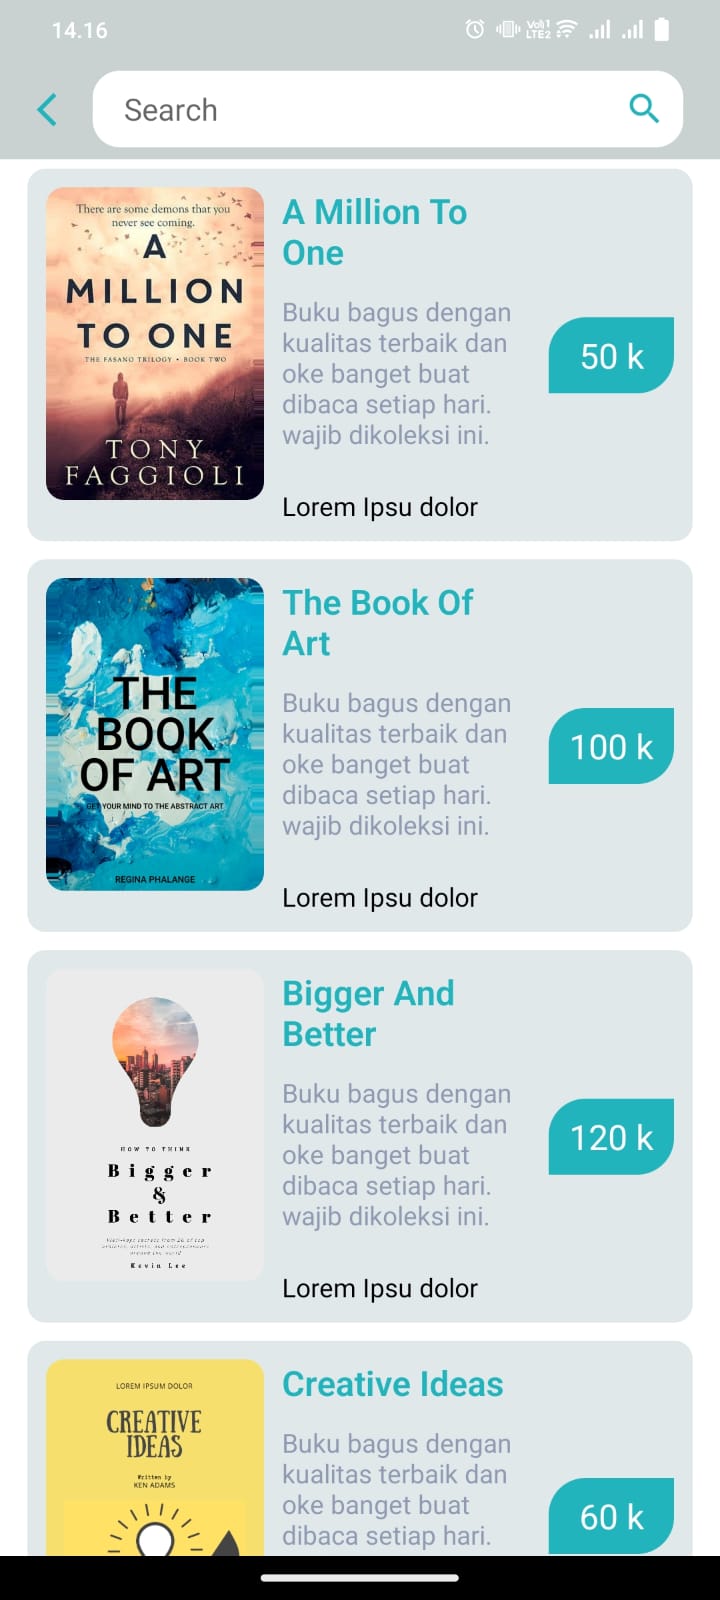 14.16
Vo))1
LTE2
Search
There are some demons that you
never see coming.
A
MILLION
TO ONE
THE FASANO TRILOGY • BOOK TWO
TONY
FAGGIOLI
A Million To
One
Buku bagus dengan
kualitas terbaik dan
oke banget buat
dibaca setiap hari.
wajib dikoleksi ini.
Lorem Ipsu dolor
50 k
THE
BOOK
OF ART
GET YOUR MIND TO THE ABSTRACT ART
REGINA PHALANGE
The Book Of
Art
Buku bagus dengan
kualitas terbaik dan
oke banget buat
dibaca setiap hari.
wajib dikoleksi ini.
Lorem Ipsu dolor
100 k
HOW TO THINK
Bigger
&
Better
Kevin Lee
Bigger And
Better
Buku bagus dengan
kualitas terbaik dan
oke banget buat
dibaca setiap hari.
wajib dikoleksi ini.
Lorem Ipsu dolor
120 k
LOREM IPSUM DOLOR
CREATIVE
IDEAS
Written by
KEN ADAMS
Creative Ideas
Buku bagus dengan
kualitas terbaik dan
oke banget buat
dibaca setiap hari.
60 k